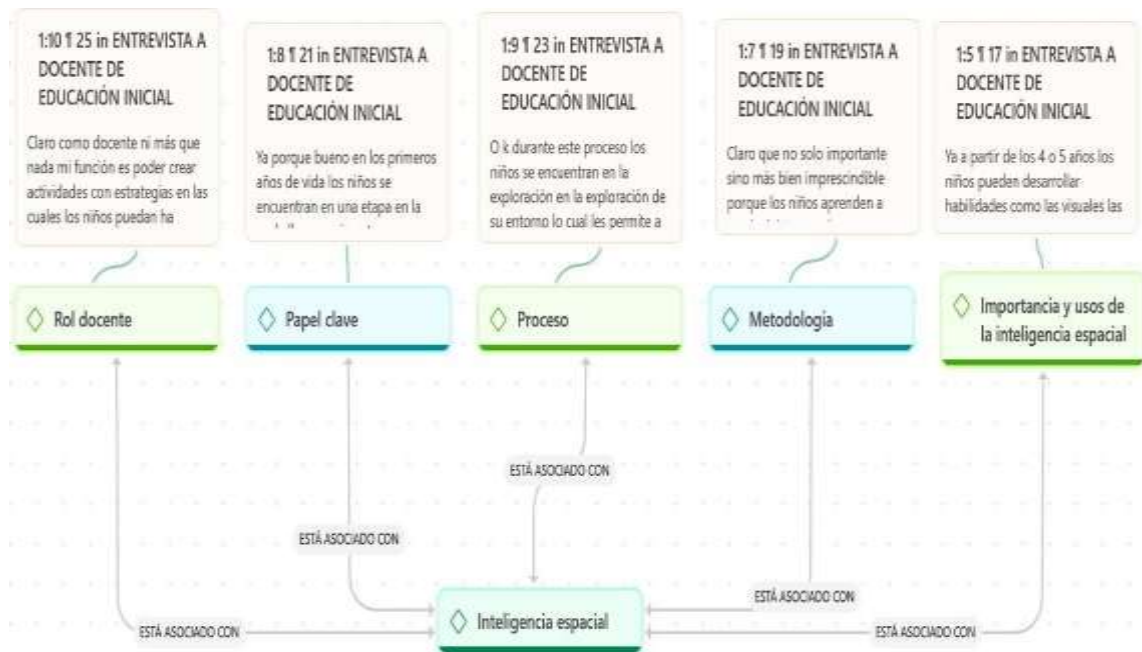 1:10 ¶ 25 in ENTREVISTA A
DOCENTE DE
EDUCACIÓN INICIAL
Claro como docente ni más que
nada mi función es poder crear
actividades con estrategias en las
cuales los niños puedan ha
1:8 ¶ 21 in ENTREVISTA A
DOCENTE DE
EDUCACIÓN INICIAL
Ya porque bueno en los primeros
años de vida los niños se
encuentran en una etapa en la
1:9 ¶ 23 in ENTREVISTA A
DOCENTE DE
EDUCACIÓN INICIAL
O k durante este proceso los
niños se encuentran en la
exploración en la exploración de
su entorno lo cual les permite a
1:7 ¶ 19 in ENTREVISTA A
DOCENTE DE
EDUCACIÓN INICIAL
Claro que no solo importante
sino más bien imprescindible
porque los niños aprenden a
1:5 ¶ 17 in ENTREVISTA A
DOCENTE DE
EDUCACIÓN INICIAL
Ya a partir de los 4 o 5 años los
niños pueden desarrollar
habilidades como las visuales las
Rol docente
Papel clave
Proceso
Metodología
Importancia y usos de
la inteligencia espacial
ESTÁ ASOCIADO CON
ESTÁ ASOCIADO CON
ESTÁ ASOCIADO CON
Inteligencia espacial
ESTÁ ASOCIADO CON
ESTÁ ASOCIADO CON